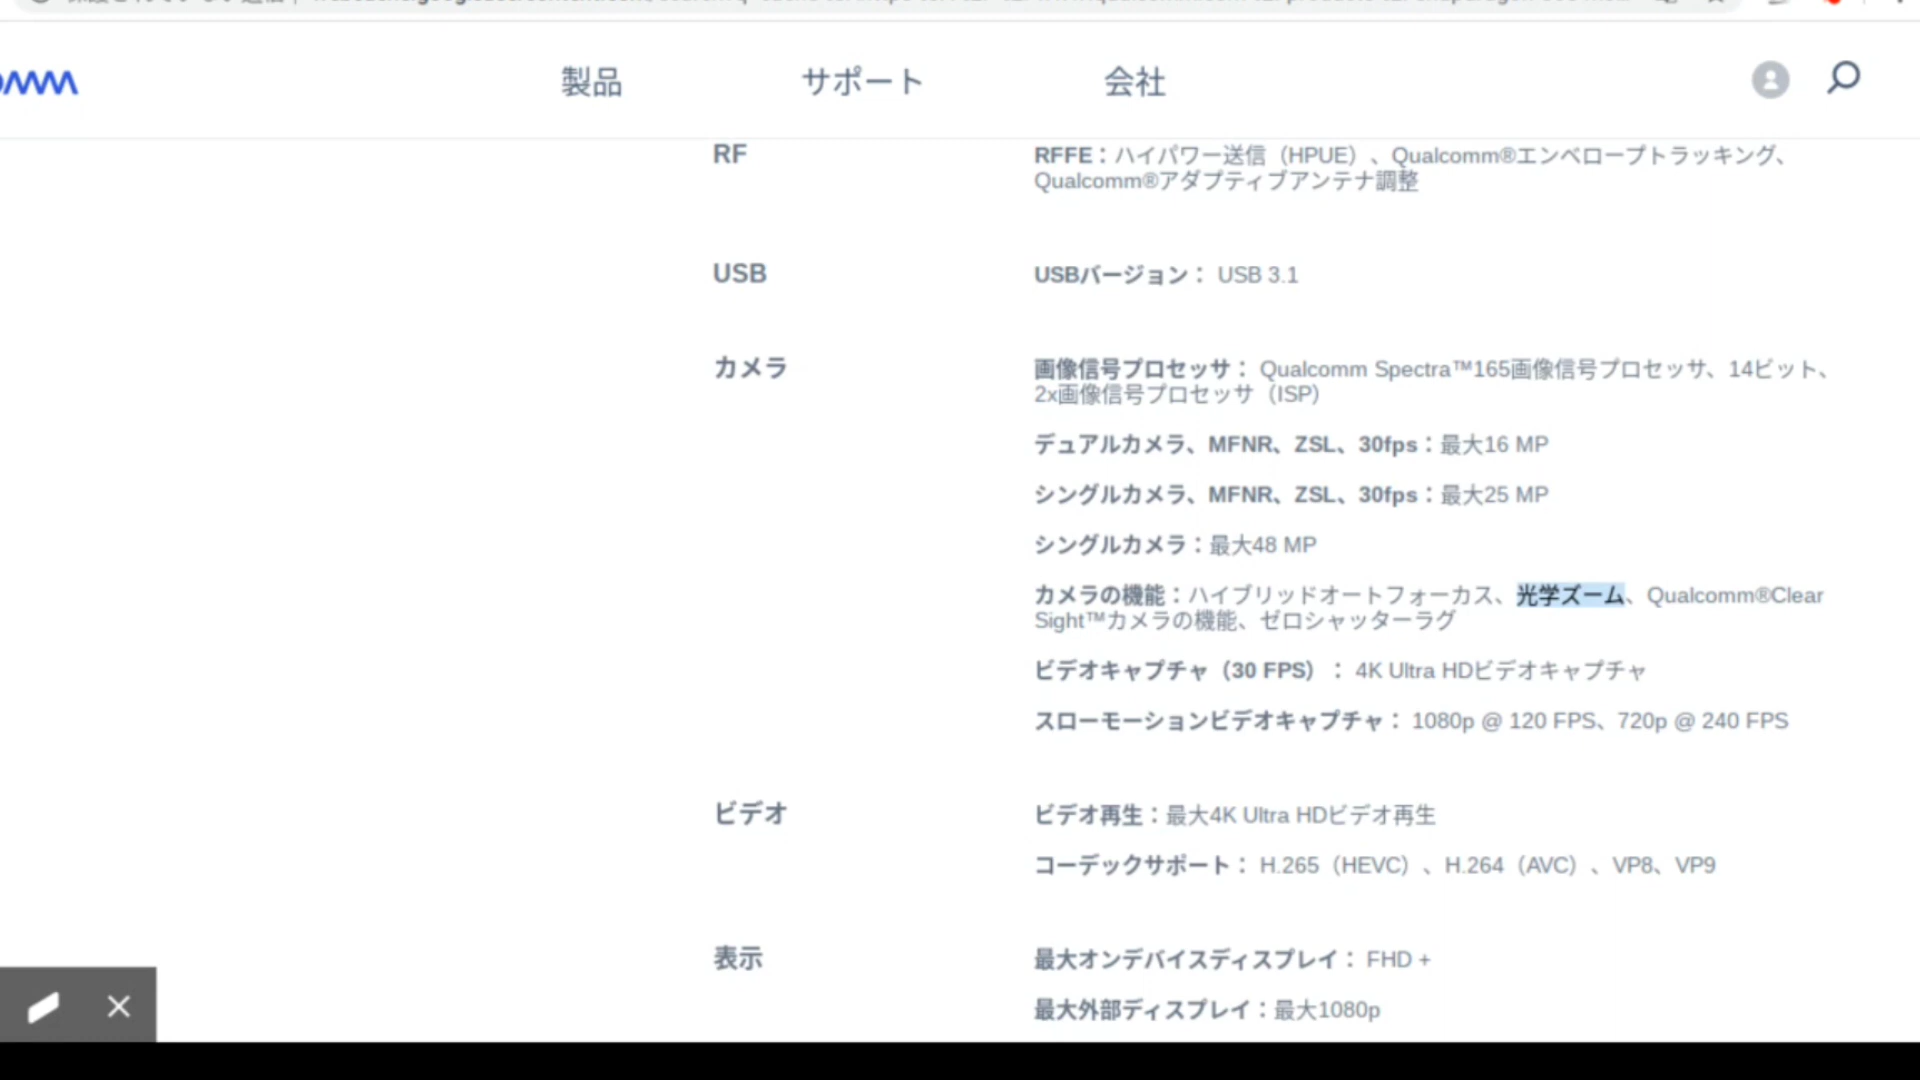 製品 サポート 会社
RF RFFE：ハイパワー送信（HPUE）、Qualcomm®エンベロープトラッキング、
Qualcomm®アダプティブアンテナ調整
USB USBバージョン： USB 3.1
カメラ 画像信号プロセッサ： Qualcomm Spectra™165画像信号プロセッサ、14ビット、
2x画像信号プロセッサ（ISP）
デュアルカメラ、MFNR、ZSL、30fps：最大16 MP
シングルカメラ、MFNR、ZSL、30fps：最大25 MP
シングルカメラ：最大48 MP
カメラの機能：ハイブリッドオートフォーカス、光学ズーム、Qualcomm®Clear
Sight™カメラの機能、ゼロシャッターラグ
ビデオキャプチャ（30 FPS）： 4K Ultra HDビデオキャプチャ
スローモーションビデオキャプチャ： 1080p @ 120 FPS、720p @ 240 FPS
ビデオ ビデオ再生：最大4K Ultra HDビデオ再生
コーデックサポート： H.265（HEVC）、H.264（AVC）、VP8、VP9
表示 最大オンデバイスディスプレイ： FHD +
最大外部ディスプレイ：最大1080p